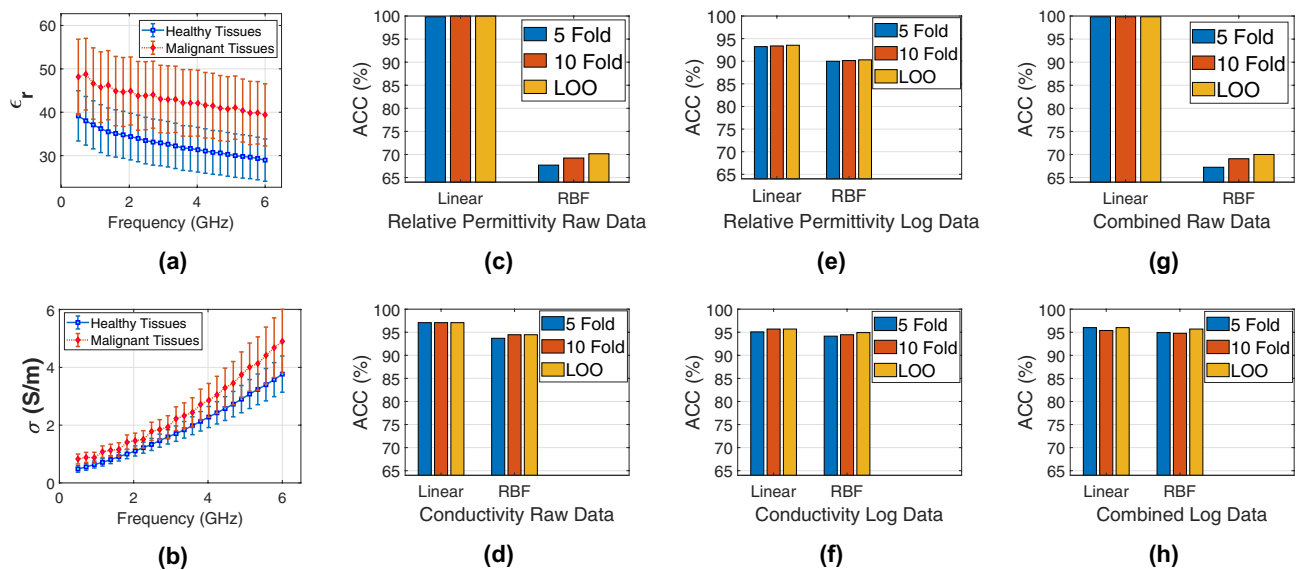 ϵr
60
50
40
30
0
2
4
6
Frequency (GHz)
Healthy Tissues
Malignant Tissues
(a)
ACC (%)
100
95
90
85
80
75
70
65
Linear
RBF
5 Fold
10 Fold
LOO
Relative Permittivity Raw Data
(c)
ACC (%)
100
95
90
85
80
75
70
65
Linear
RBF
5 Fold
10 Fold
LOO
Relative Permittivity Log Data
(e)
ACC (%)
100
95
90
85
80
75
70
65
Linear
RBF
5 Fold
10 Fold
LOO
Combined Raw Data
(g)
σ (S/m)
6
4
2
0
0
2
4
6
Frequency (GHz)
Healthy Tissues
Malignant Tissues
(b)
ACC (%)
100
95
90
85
80
75
70
65
Linear
RBF
5 Fold
10 Fold
LOO
Conductivity Raw Data
(d)
ACC (%)
100
95
90
85
80
75
70
65
Linear
RBF
5 Fold
10 Fold
LOO
Conductivity Log Data
(f)
ACC (%)
100
95
90
85
80
75
70
65
Linear
RBF
5 Fold
10 Fold
LOO
Combined Log Data
(h)